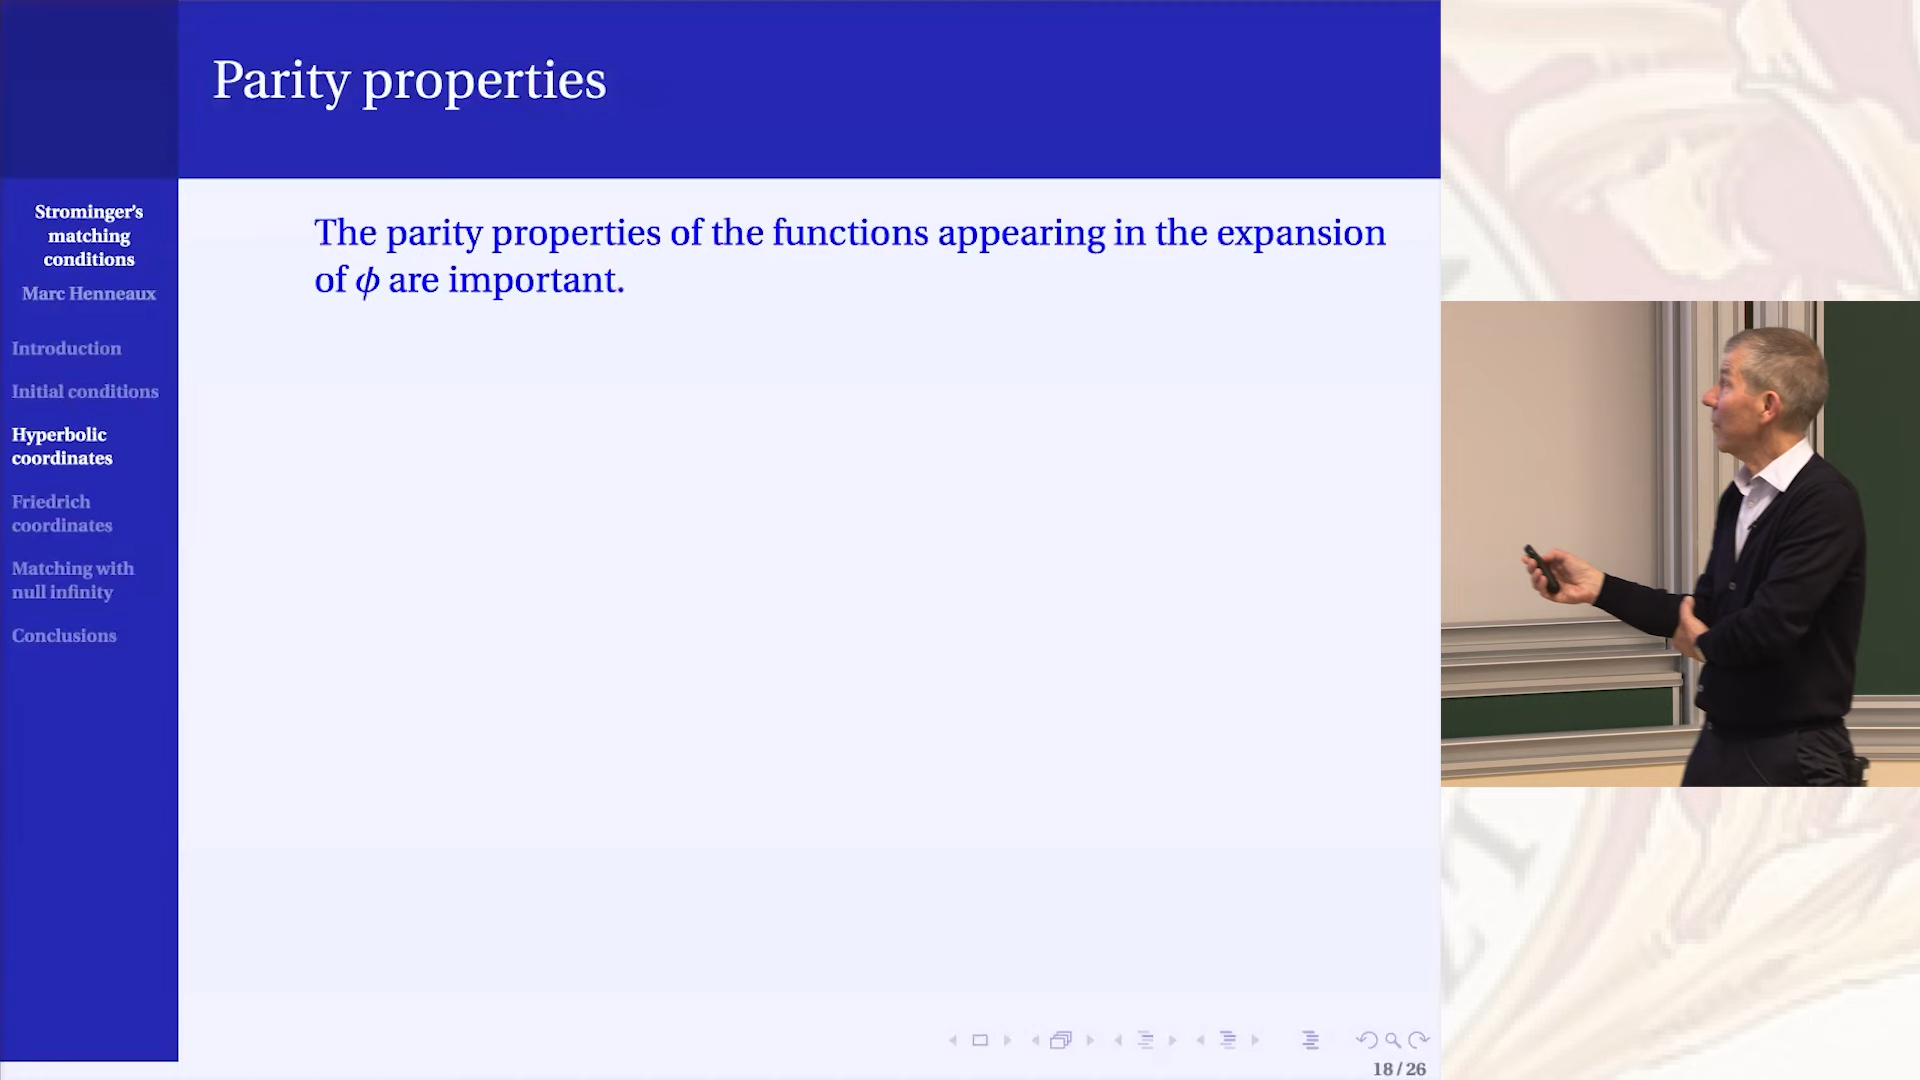 Parity properties
Strominger's
matching
conditions
Marc Henneaux
Introduction
Initial conditions
Hyperbolic
coordinates
Friedrich
coordinates
Matching with
null infinity
Conclusions
The parity properties of the functions appearing in the expansion
of ϕ are important.
18 / 26